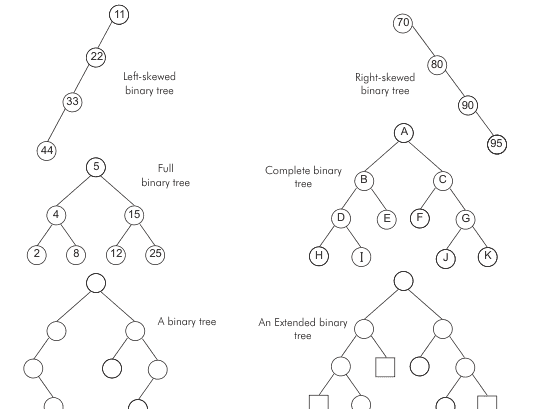 11
22
33
44
Left-skewed
binary tree
70
80
90
95
Right-skewed
binary tree
5
4
15
2
8
12
25
Full
binary tree
A
B
C
D
E
F
G
H
I
J
K
Complete binary
tree
A binary tree
An Extended binary
tree